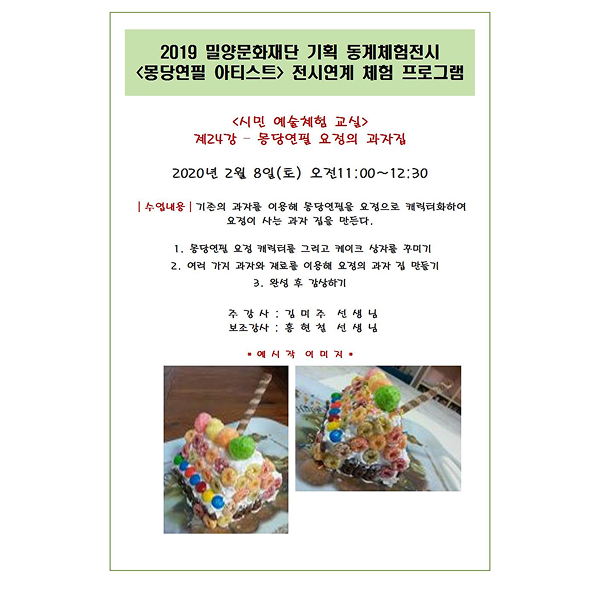 2019 밀양문화재단 기획 동계체험전시
<몽당연필 아티스트> 전시연계 체험 프로그램
<시민 예술체험 교실>
제24강 - 몽당연필 요정의 과자집
2020년 2월 8일(토) 오전11:00~12:30
|수업내용| 기존의 과자를 이용해 몽당연필을 요정으로 캐릭터화하여
요정이 사는 과자 집을 만든다.
1. 몽당연필 요정 캐릭터를 그리고 케이크 상자를 꾸미기
2. 여러 가지 과자와 재료를 이용해 요정의 과자 집 만들기
3. 완성 후 감상하기
주 강사 : 김미주 선생님
보조강사 : 홍현철 선생님
* 예시작 이미지 *